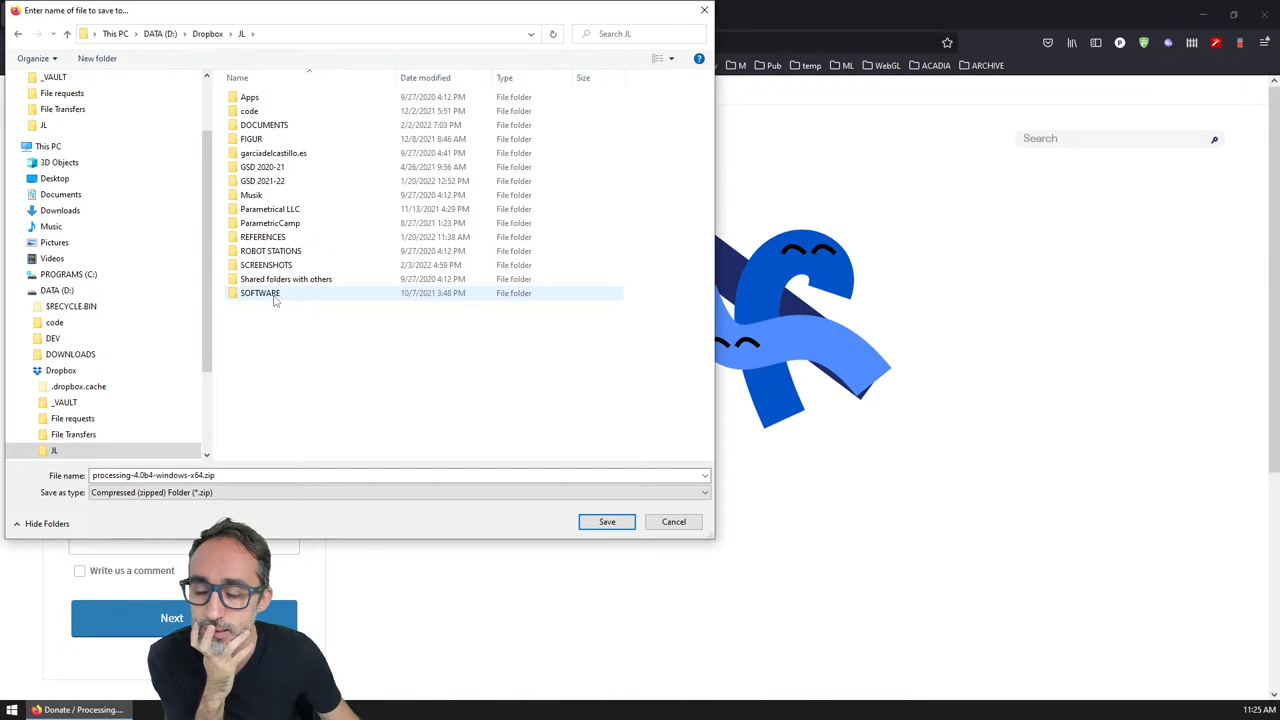 Enter name of file to save to...
This PC > DATA (D:) > Dropbox > JL >
Search JL
Organize
New folder
M
Pub
temp
ML
WebGL
ACADIA
ARCHIVE
_VAULT
File requests
File Transfers
JL
This PC
3D Objects
Desktop
Documents
Downloads
Music
Pictures
Videos
PROGRAMS (C:)
DATA (D:)
$RECYCLE.BIN
code
DEV
DOWNLOADS
Dropbox
.dropbox.cache
_VAULT
File requests
File Transfers
JL
Name Date modified Type Size
Apps 9/27/2020 4:12 PM File folder
code 12/2/2021 5:51 PM File folder
DOCUMENTS 2/2/2022 7:03 PM File folder
FIGUR 12/8/2021 8:46 AM File folder
garciadelcastillo.es 9/27/2020 4:41 PM File folder
GSD 2020-21 4/26/2021 9:56 AM File folder
GSD 2021-22 1/20/2022 12:52 PM File folder
Musik 9/27/2020 4:12 PM File folder
Parametrical LLC 11/13/2021 4:29 PM File folder
ParametricCamp 8/27/2021 1:23 PM File folder
REFERENCES 1/20/2022 11:38 AM File folder
ROBOT STATIONS 9/27/2020 4:12 PM File folder
SCREENSHOTS 2/3/2022 4:59 PM File folder
Shared folders with others 9/27/2020 4:12 PM File folder
SOFTWARE 10/7/2021 3:48 PM File folder
Search
File name: processing-4.0b4-windows-x64.zip
Save as type: Compressed (zipped) Folder (*.zip)
Hide Folders
Save
Cancel
Write us a comment
Next
Donate / Processing....
11:25 AM